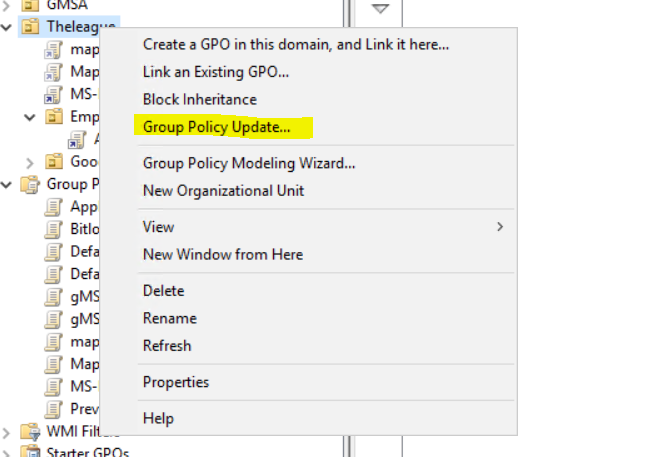 GMSA
Theleague
map
Map
MS-
Emp
Goo
Group P
App
Bitlo
Defa
Defa
gMS
gMS
map
Map
MS-
Prev
WMI Filters
Starter GPOs
Create a GPO in this domain, and Link it here...
Link an Existing GPO...
Block Inheritance
Group Policy Update...
Group Policy Modeling Wizard...
New Organizational Unit
View
New Window from Here
Delete
Rename
Refresh
Properties
Help